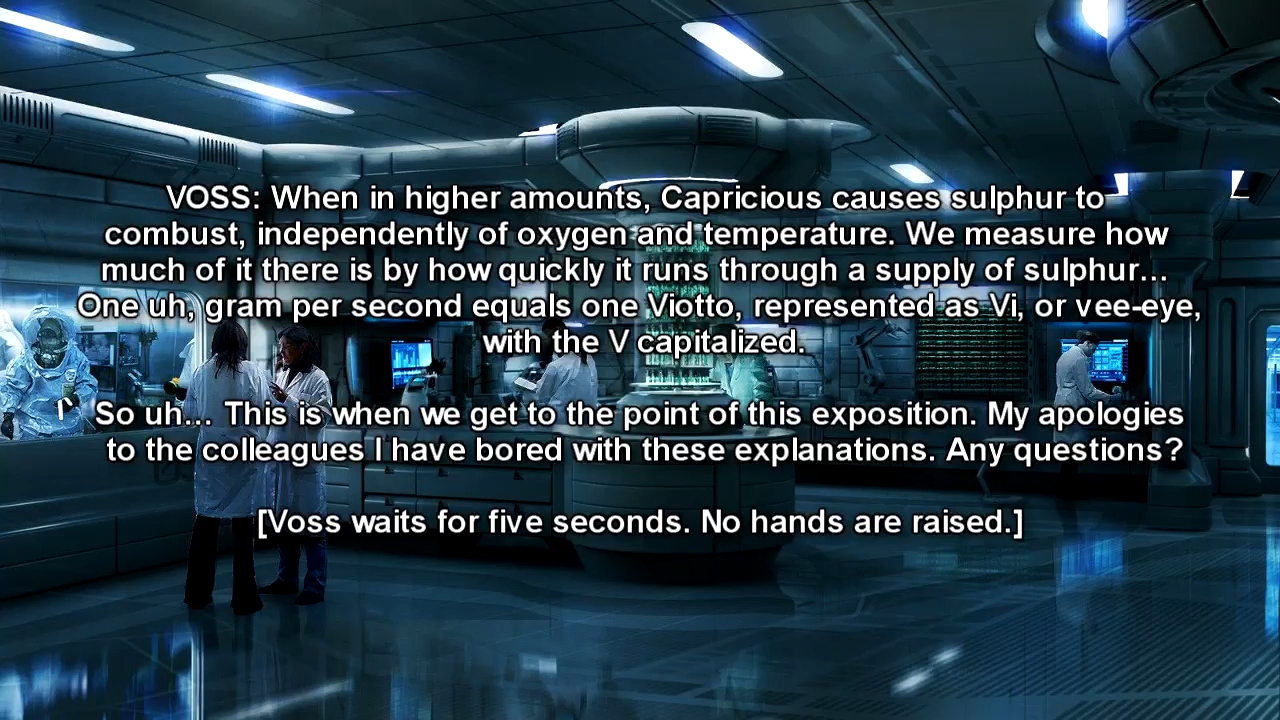 VOSS: When in higher amounts, Capricious causes sulphur to
combust, independently of oxygen and temperature. We measure how
much of it there is by how quickly it runs through a supply of sulphur...
One uh, gram per second equals one Viotto, represented as Vi, or vee-eye,
with the V capitalized.
So uh... This is when we get to the point of this exposition. My apologies
to the colleagues I have bored with these explanations. Any questions?
[Voss waits for five seconds. No hands are raised.]